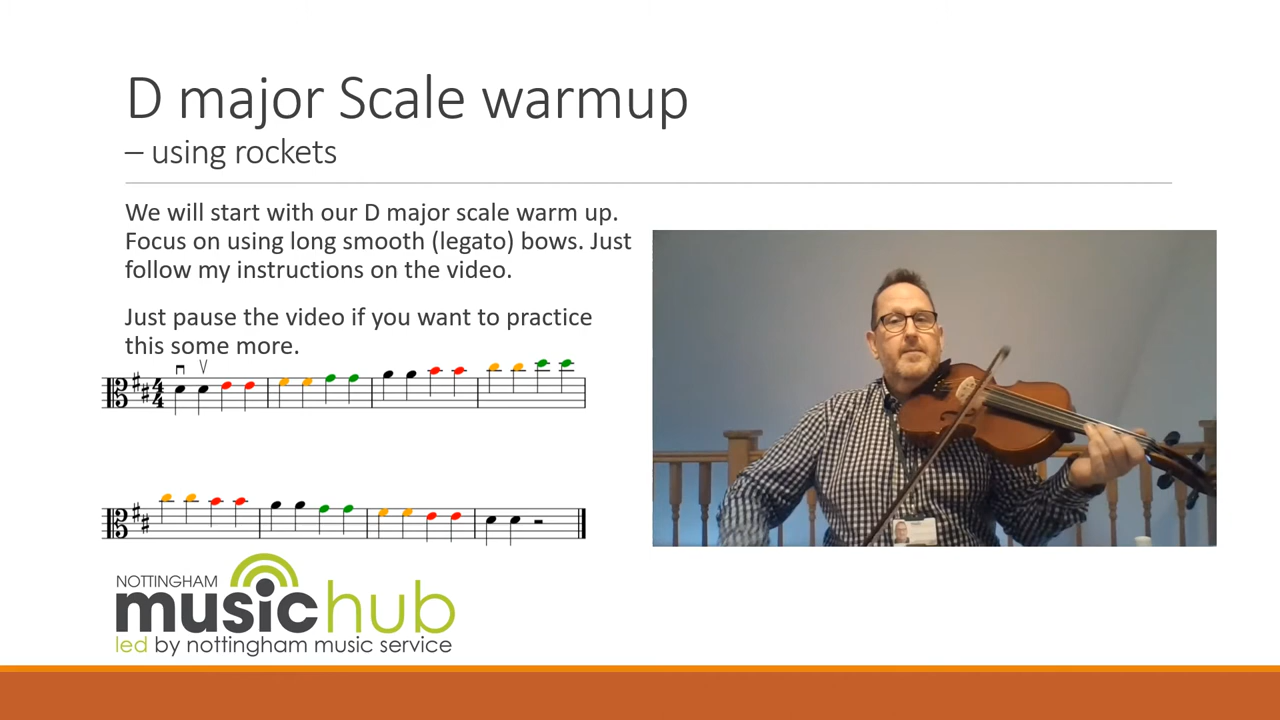 D major Scale warmup
– using rockets
We will start with our D major scale warm up.
Focus on using long smooth (legato) bows. Just
follow my instructions on the video.
Just pause the video if you want to practice
this some more.
4
4
NOTTINGHAM
musichub
led by nottingham music service